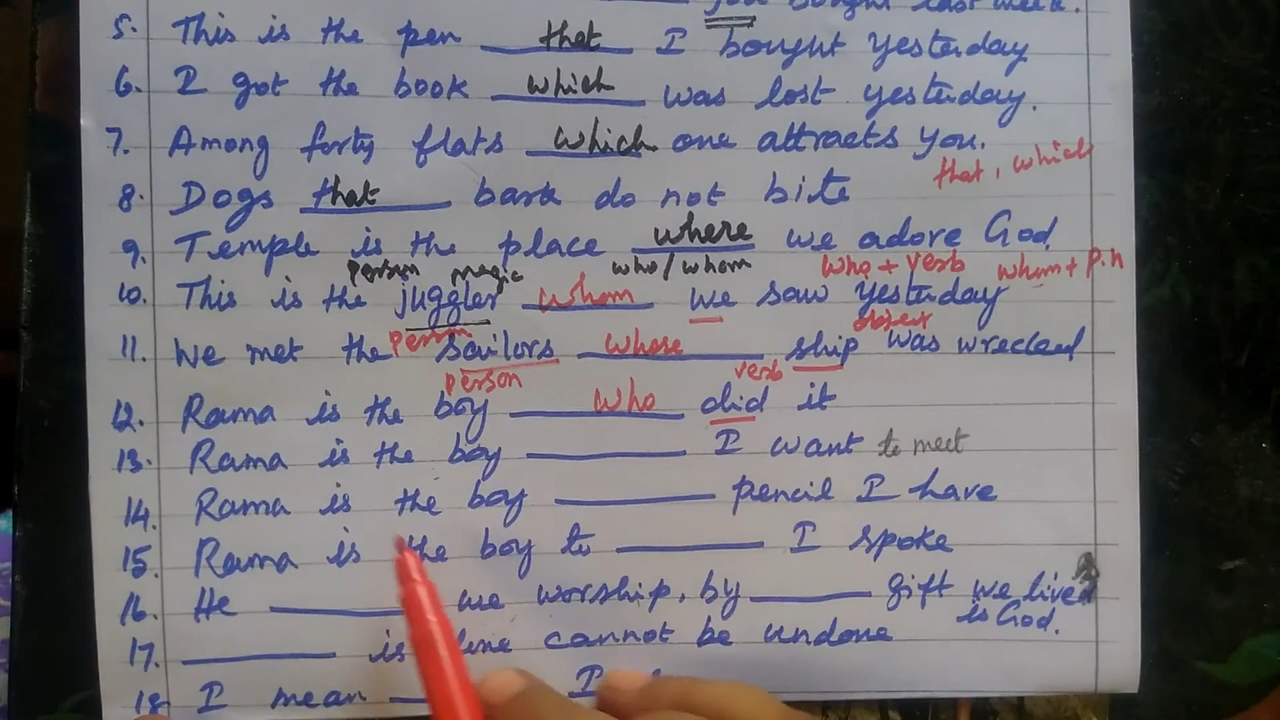 you bought last week.
5. This is the pen that I bought yesterday
6. I got the book which was lost yesterday.
7. Among forty flats which one attracts you.
that, which
8. Dogs that bark do not bite
9. Temple is the place where we adore God
person magic who/whom who + verb whom + P.N
10. This is the juggler whom we saw yesterday
person object
11. We met the sailors whose ship was wrecked
person verb
12. Rama is the boy who did it
13. Rama is the boy I want to meet
14. Rama is the boy pencil I have
15. Rama is the boy to I spoke
16. He we worship, by gift we lived
is God.
17. is cannot be undone
18 I mean I